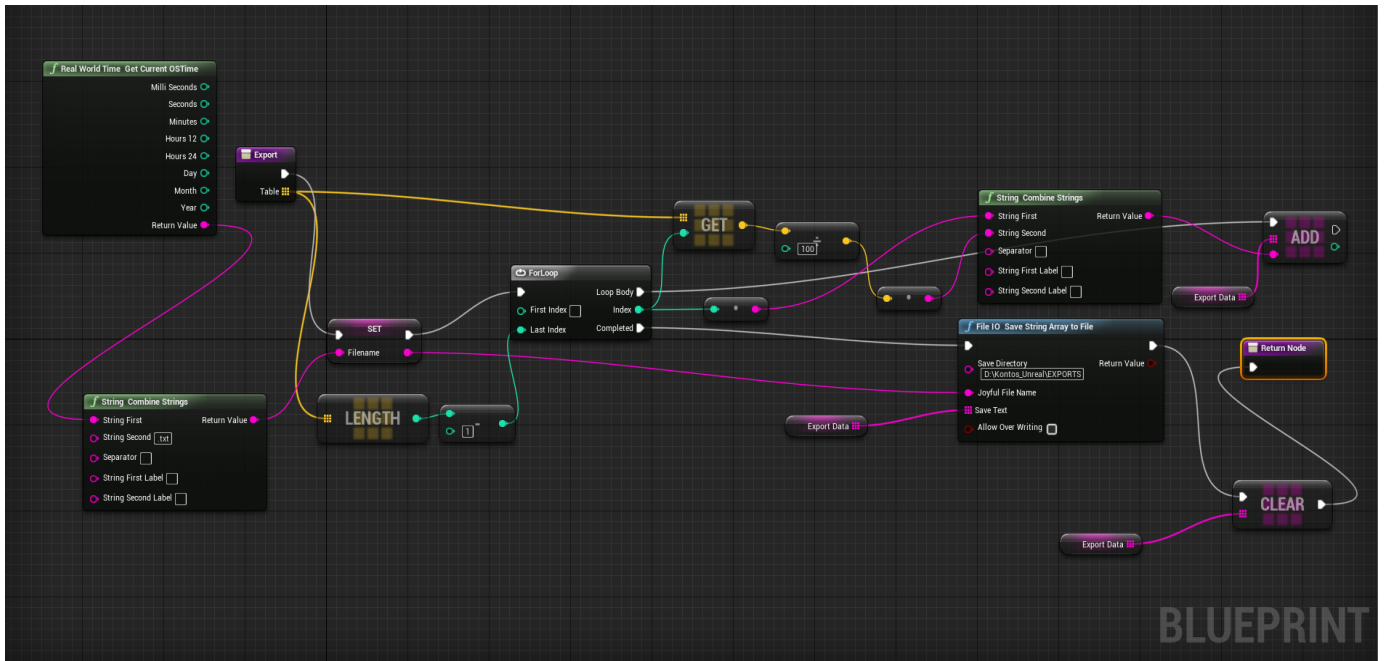 Real World Time Get Current OSTime
Milli Seconds
Seconds
Minutes
Hours 12
Hours 24
Day
Month
Year
Return Value
Export
Table
SET
Filename
String Combine Strings
String First
Return Value
String Second .txt
Separator
String First Label
String Second Label
LENGTH
1
-
ForLoop
Loop Body
First Index
Index
Last Index
Completed
GET
÷
100
String Combine Strings
String First
Return Value
String Second
Separator
String First Label
String Second Label
ADD
Export Data
File IO Save String Array to File
Save Directory
Return Value
D:\Kontos_Unreal\EXPORTS
Joyful File Name
Save Text
Allow Over Writing
Export Data
Return Node
CLEAR
Export Data
BLUEPRINT